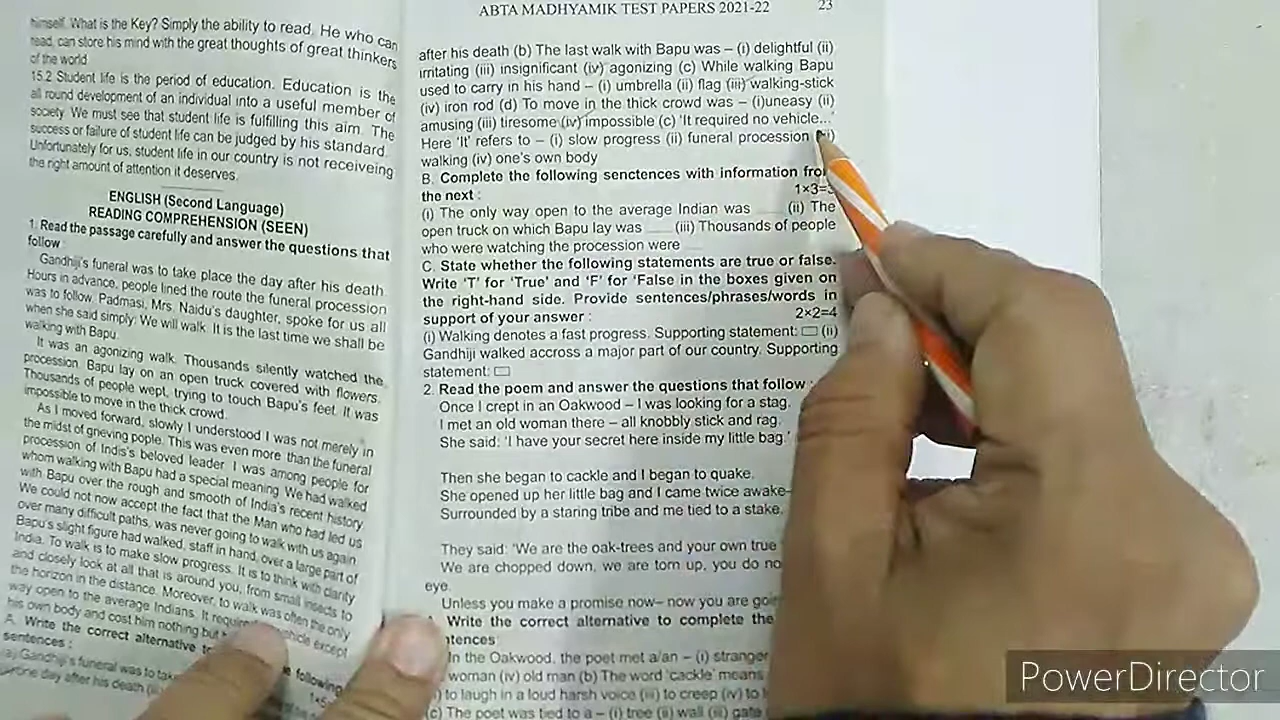 himself. What is the Key? Simply the ability to read. He who can
read, can store his mind with the great thoughts of great thinkers
of the world
15.2 Student life is the period of education. Education is the
all round development of an individual into a useful member of
society. We must see that student life is fulfilling this aim. The
success or failure of student life can be judged by his standard.
Unfortunately for us, student life in our country is not receiveing
the right amount of attention it deserves.
ENGLISH (Second Language)
READING COMPREHENSION (SEEN)
1. Read the passage carefully and answer the questions that
follow
Gandhiji's funeral was to take place the day after his death
Hours in advance, people lined the route the funeral procession
was to follow. Padmasi, Mrs. Naidu's daughter, spoke for us all
when she said simply: We will walk. It is the last time we shall be
walking with Bapu.
It was an agonizing walk. Thousands silently watched the
procession. Bapu lay on an open truck covered with flowers.
Thousands of people wept, trying to touch Bapu's feet. It was
impossible to move in the thick crowd.
As I moved forward, slowly I understood I was not merely in
the midst of grieving pople. This was even more than the funeral
procession of Indis's beloved leader. I was among people for
whom walking with Bapu had a special meaning. We had walked
with Bapu over the rough and smooth of India's recent history.
We could not now accept the fact that the Man who had led us
over many difficult paths, was never going to walk with us again
Bapu's slight figure had walked, staff in hand, over a large part of
India. To walk is to make slow progress. It is to think with clarity
and closely look at all that is around you, from small insects to
the horizon in the distance. Moreover, to walk was often the only
way open to the average Indians. It require vehicle except
his own body and cost him nothing but
A. Write the correct alternative to following
sentences :
Gandhiji's funeral was to take
one day after his death
ABTA MADHYAMIK TEST PAPERS 2021-22 23
after his death (b) The last walk with Bapu was – (i) delightful (ii)
irritating (iii) insignificant (iv) agonizing (c) While walking Bapu
used to carry in his hand – (i) umbrella (ii) flag (iii) walking-stick
(iv) iron rod (d) To move in the thick crowd was – (i)uneasy (ii)
amusing (iii) tiresome (iv) impossible (c) 'It required no vehicle...'
Here 'It' refers to – (i) slow progress (ii) funeral procession
walking (iv) one's own body
B. Complete the following senctences with information from
the next : 1×3=3
(i) The only way open to the average Indian was ___ (ii) The
open truck on which Bapu lay was ___ (iii) Thousands of people
who were watching the procession were ___
C. State whether the following statements are true or false.
Write 'T' for 'True' and 'F' for 'False in the boxes given on
the right-hand side. Provide sentences/phrases/words in
support of your answer : 2×2=4
(i) Walking denotes a fast progress. Supporting statement: □ (ii)
Gandhiji walked accross a major part of our country. Supporting
statement: □
2. Read the poem and answer the questions that follow :
Once I crept in an Oakwood – I was looking for a stag.
I met an old woman there – all knobbly stick and rag.
She said: 'I have your secret here inside my little bag.'
Then she began to cackle and I began to quake.
She opened up her little bag and I came twice awake–
Surrounded by a staring tribe and me tied to a stake.
They said: 'We are the oak-trees and your own true
We are chopped down, we are torn up, you do no
eye.
Unless you make a promise now– now you are goi
Write the correct alternative to complete the
tences:
In the Oakwood, the poet met a/an – (i) stranger
woman (iv) old man (b) The word 'cackle' means
to laugh in a loud harsh voice (iii) to creep (iv) to
(c) The poet was tied to a – (i) tree (ii) wall (iii) gate
PowerDirector